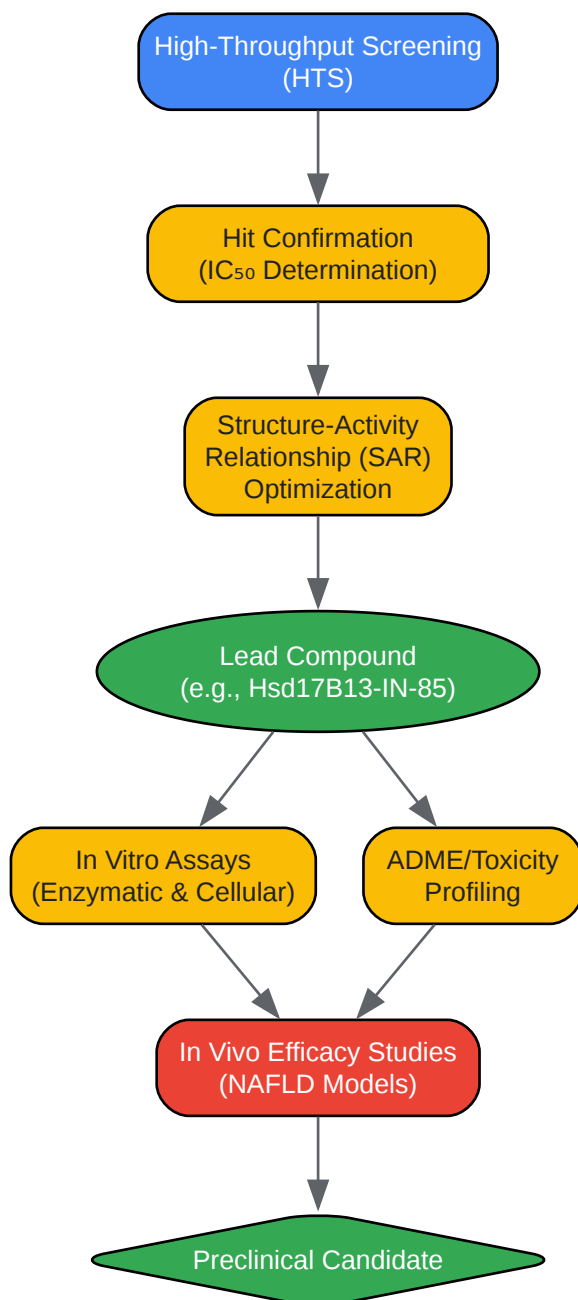 High-Throughput Screening
(HTS)
Hit Confirmation
(IC₅₀ Determination)
Structure-Activity
Relationship (SAR)
Optimization
Lead Compound
(e.g., Hsd17B13-IN-85)
In Vitro Assays
(Enzymatic & Cellular)
ADME/Toxicity
Profiling
In Vivo Efficacy Studies
(NAFLD Models)
Preclinical Candidate